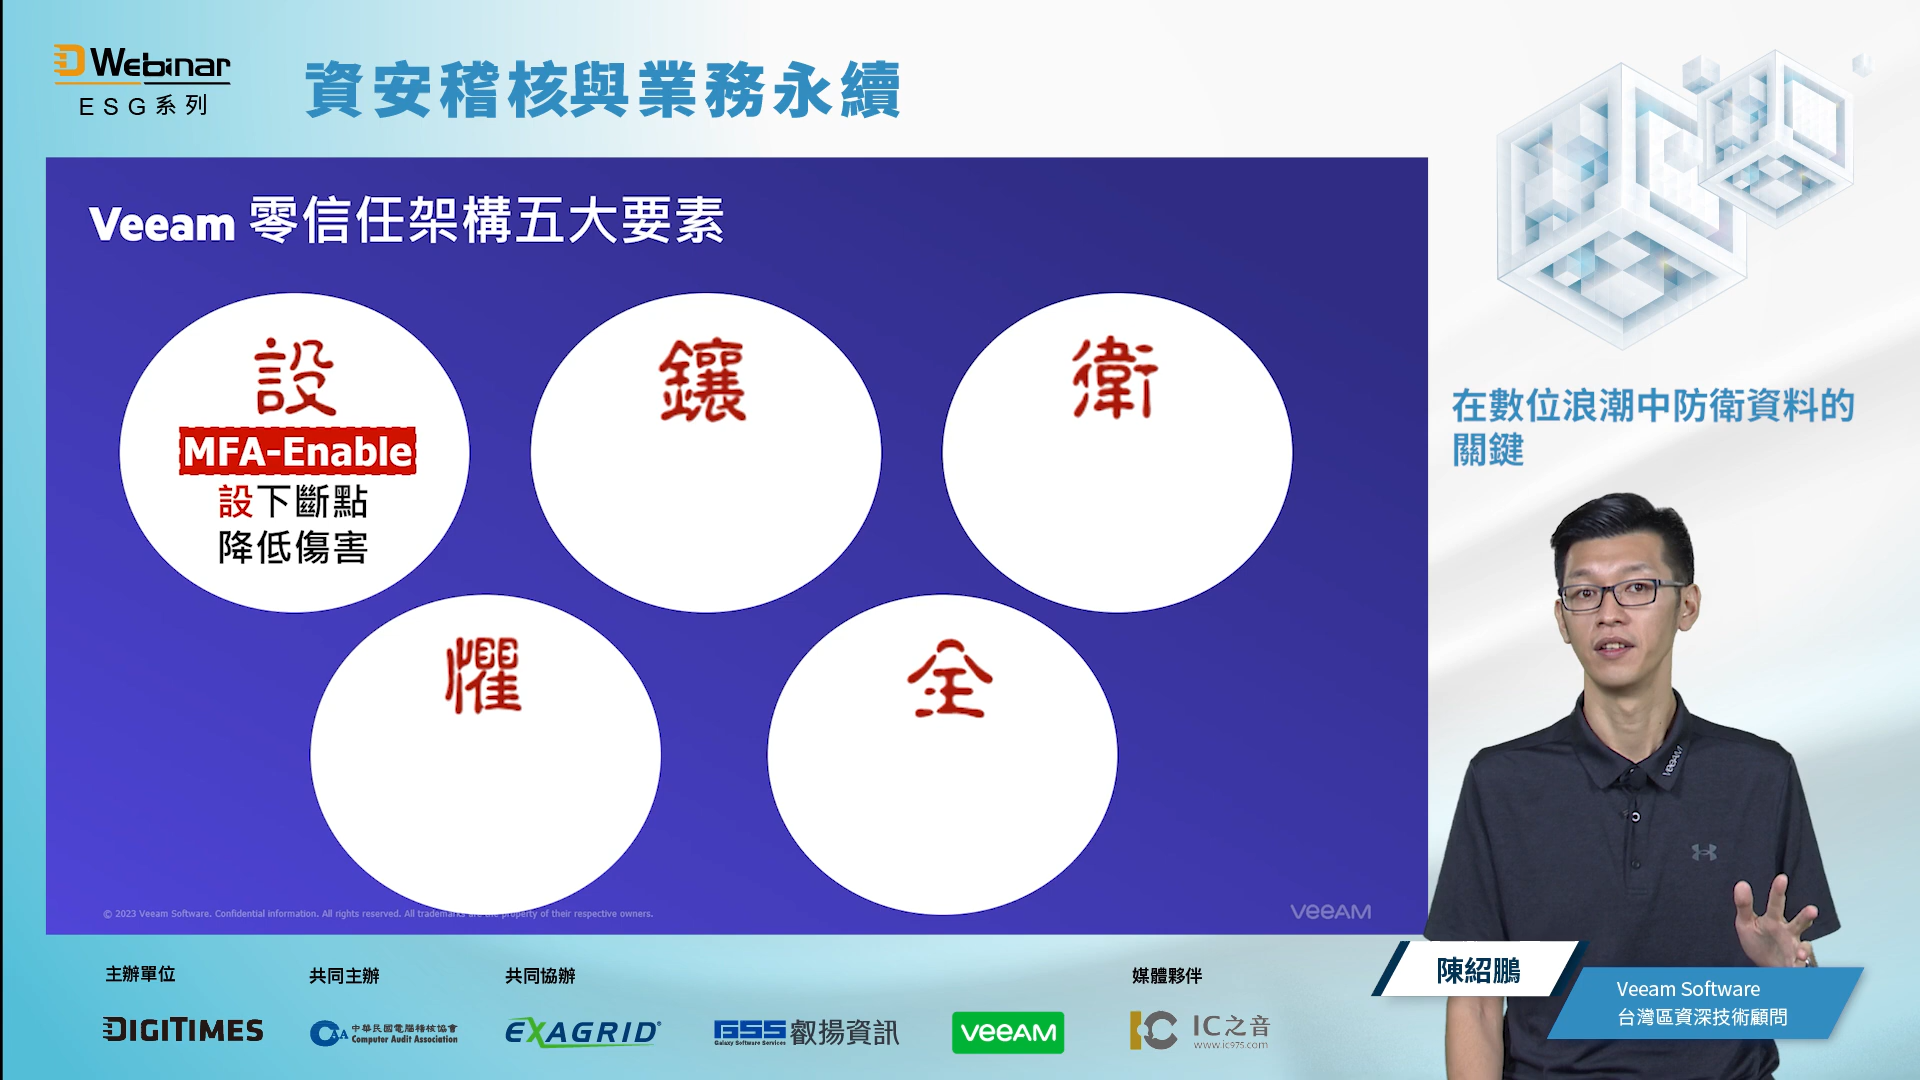 D Webinar
ESG系列
資安稽核與業務永續
Veeam 零信任架構五大要素
設
MFA-Enable
設下斷點
降低傷害
鑲
衛
懼
全
© 2023 Veeam Software. Confidential information. All rights reserved. All trademarks are the property of their respective owners.
veeAM
在數位浪潮中防衛資料的
關鍵
陳紹鵬
Veeam Software
台灣區資深技術顧問
主辦單位
DIGITIMES
共同主辦
CAA 中華民國電腦稽核協會
Computer Audit Association
共同協辦
EXAGRID
GSS 叡揚資訊
Galaxy Software Services
veeAM
媒體夥伴
IC IC之音
www.ic975.com